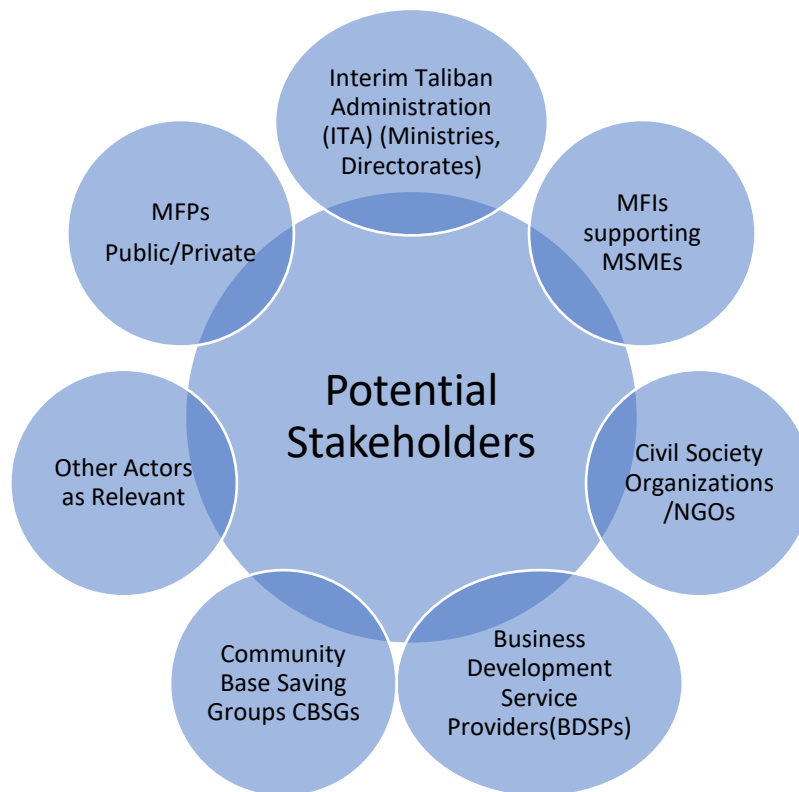 Interim Taliban
Administration
(ITA) (Ministries,
Directorates)
MFPs
Public/Private
MFIs
supporting
MSMEs
Potential
Stakeholders
Other Actors
as Relevant
Civil Society
Organizations
/NGOs
Community
Base Saving
Groups CBSGs
Business
Development
Service
Providers(BDSPs)